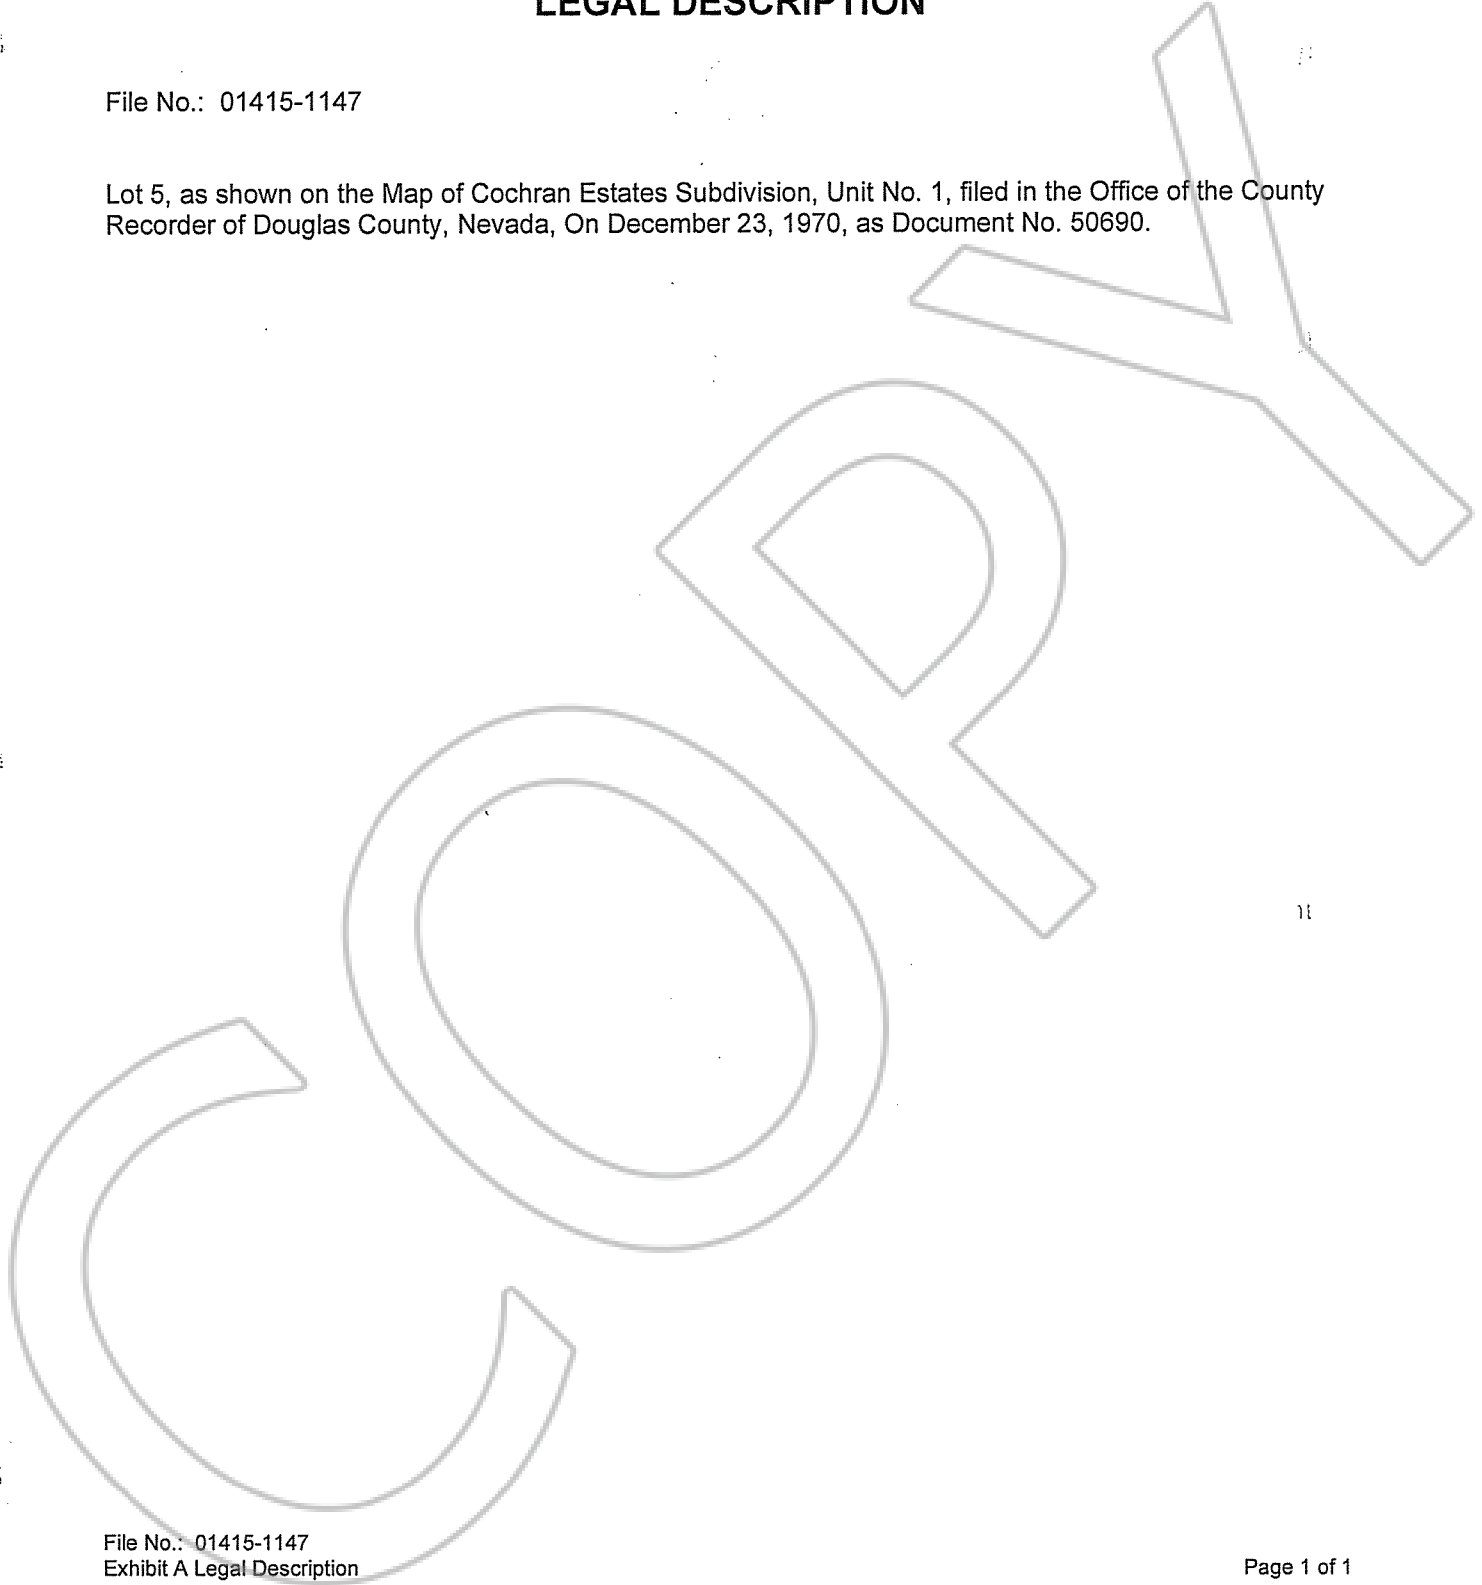 LEGAL DESCRIPTION
File No.: 01415-1147
Lot 5, as shown on the Map of Cochran Estates Subdivision, Unit No. 1, filed in the Office of the County
Recorder of Douglas County, Nevada, On December 23, 1970, as Document No. 50690.
COPY
File No.: 01415-1147
Exhibit A Legal Description
Page 1 of 1